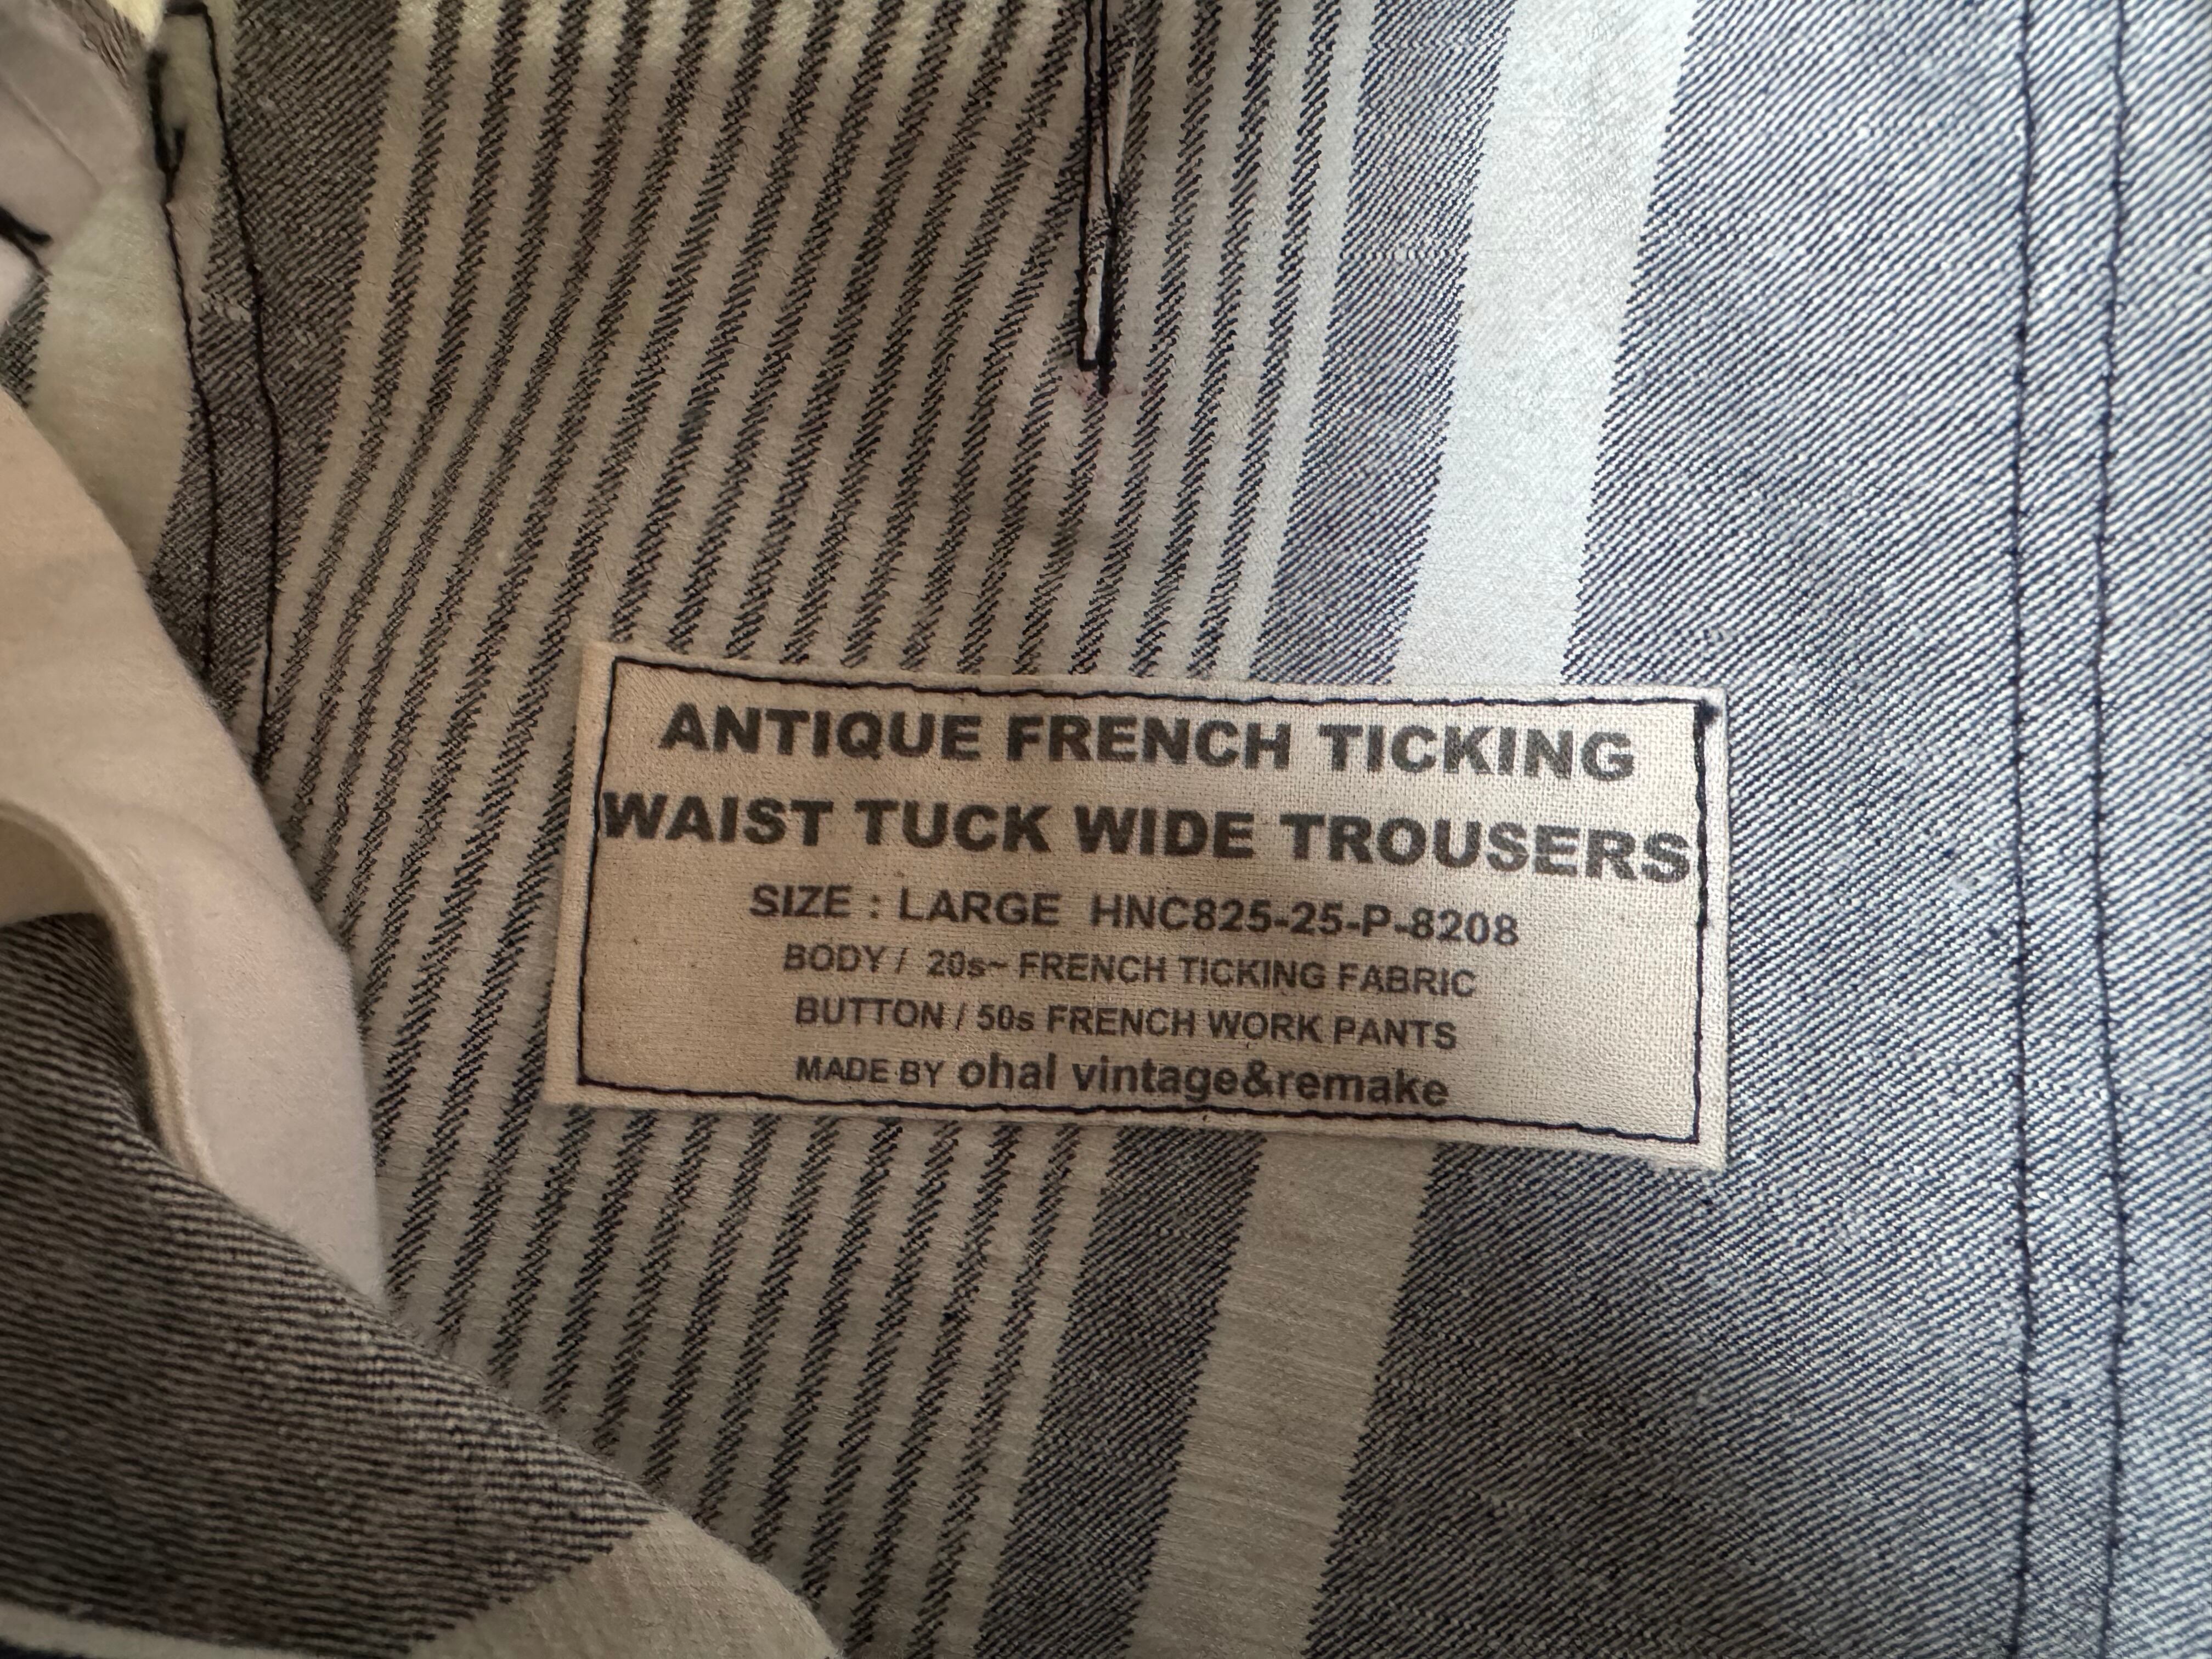 ANTIQUE FRENCH TICKING
WAIST TUCK WIDE TROUSERS
SIZE : LARGE HNC825-25-P-8208
BODY / 20s~ FRENCH TICKING FABRIC
BUTTON / 50s FRENCH WORK PANTS
MADE BY ohal vintage&remake